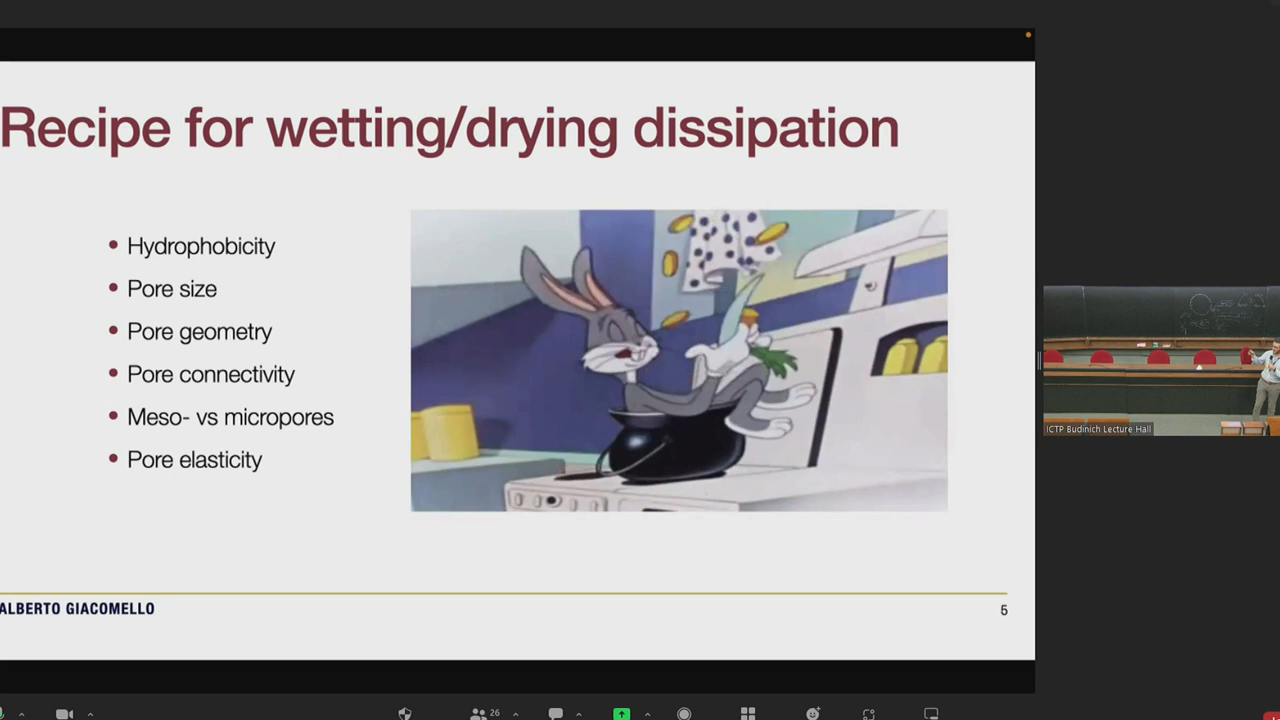 Recipe for wetting/drying dissipation
• Hydrophobicity
• Pore size
• Pore geometry
• Pore connectivity
• Meso- vs micropores
• Pore elasticity
ALBERTO GIACOMELLO
5
ICTP Budinich Lecture Hall
26